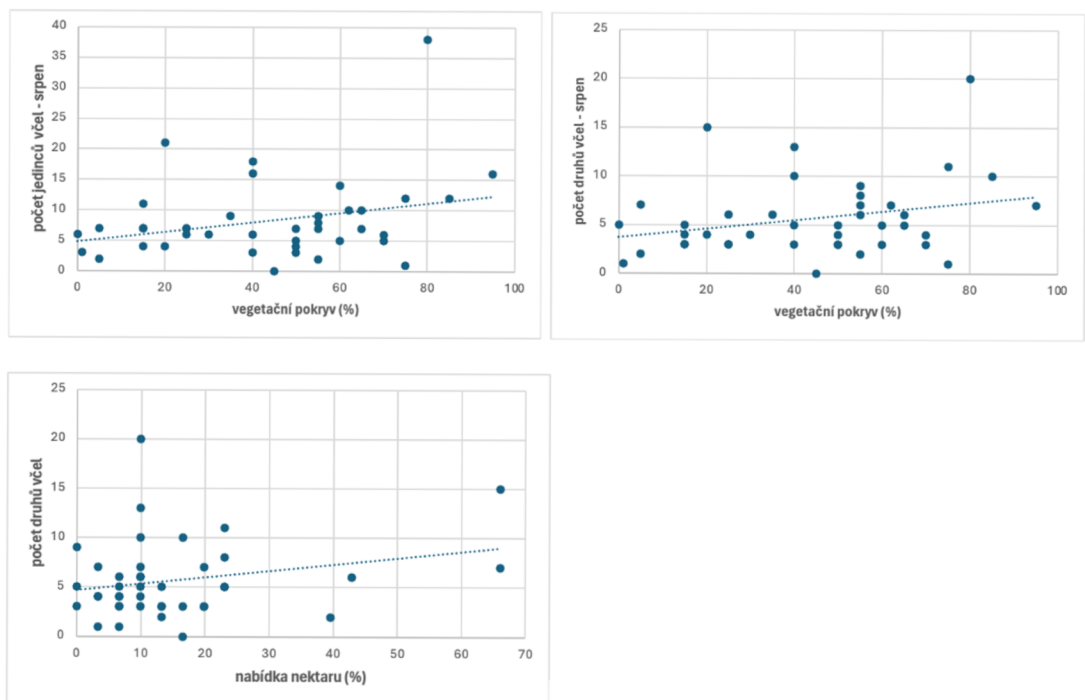 40
35
30
25
20
15
10
5
0
0 20 40 60 80 100
počet jedinců včel - srpen
vegetační pokryv (%)
25
20
15
10
5
0
0 20 40 60 80 100
počet druhů včel - srpen
vegetační pokryv (%)
25
20
15
10
5
0
0 10 20 30 40 50 60 70
počet druhů včel
nabídka nektaru (%)